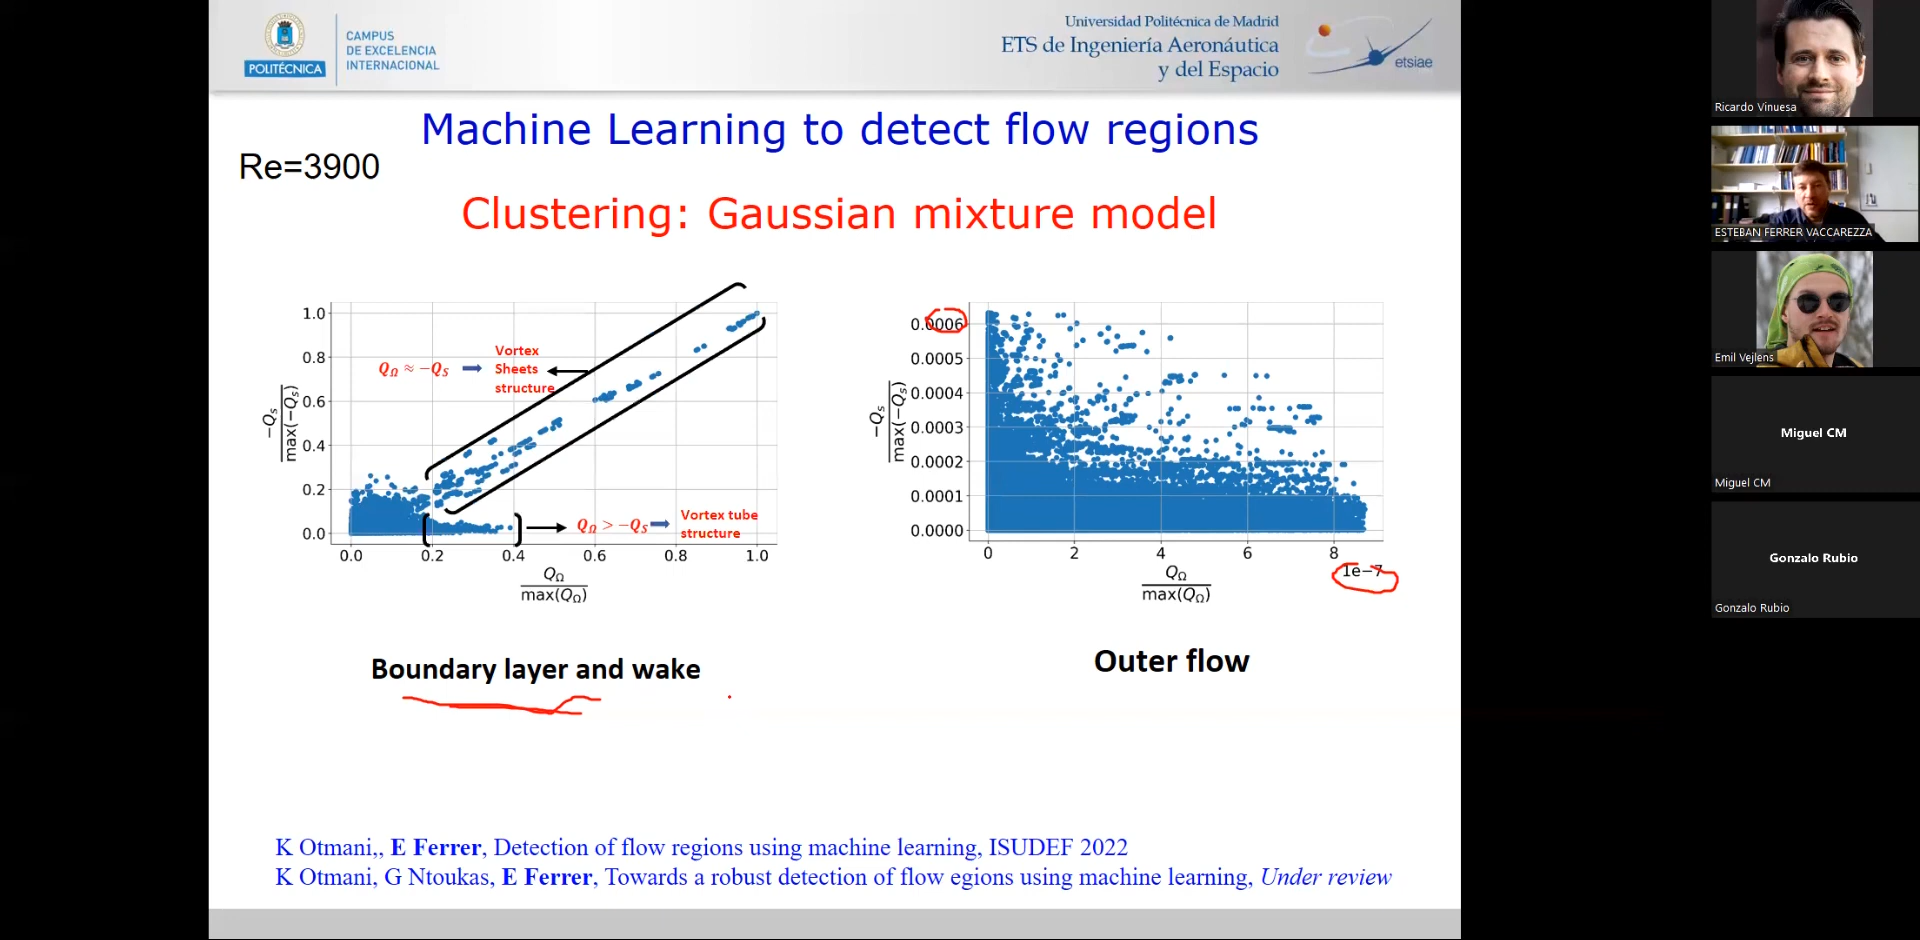 POLITÉCNICA
CAMPUS
DE EXCELENCIA
INTERNACIONAL
Universidad Politécnica de Madrid
ETS de Ingeniería Aeronáutica
y del Espacio
etsiae
Machine Learning to detect flow regions
Re=3900
Clustering: Gaussian mixture model
1.0
0.8
0.6
0.4
0.2
0.0
−Qs
max(−Qs)
QΩ ≈ −QS
Vortex
Sheets
structure
QΩ > −QS
Vortex tube
structure
0.0 0.2 0.4 0.6 0.8 1.0
QΩ
max(QΩ)
Boundary layer and wake
0.0006
0.0005
0.0004
0.0003
0.0002
0.0001
0.0000
−Qs
max(−Qs)
0 2 4 6 8
1e−7
QΩ
max(QΩ)
Outer flow
K Otmani,, E Ferrer, Detection of flow regions using machine learning, ISUDEF 2022
K Otmani, G Ntoukas, E Ferrer, Towards a robust detection of flow egions using machine learning, Under review
Ricardo Vinuesa
ESTEBAN FERRER VACCAREZZA
Emil Vejlens
Miguel CM
Miguel CM
Gonzalo Rubio
Gonzalo Rubio